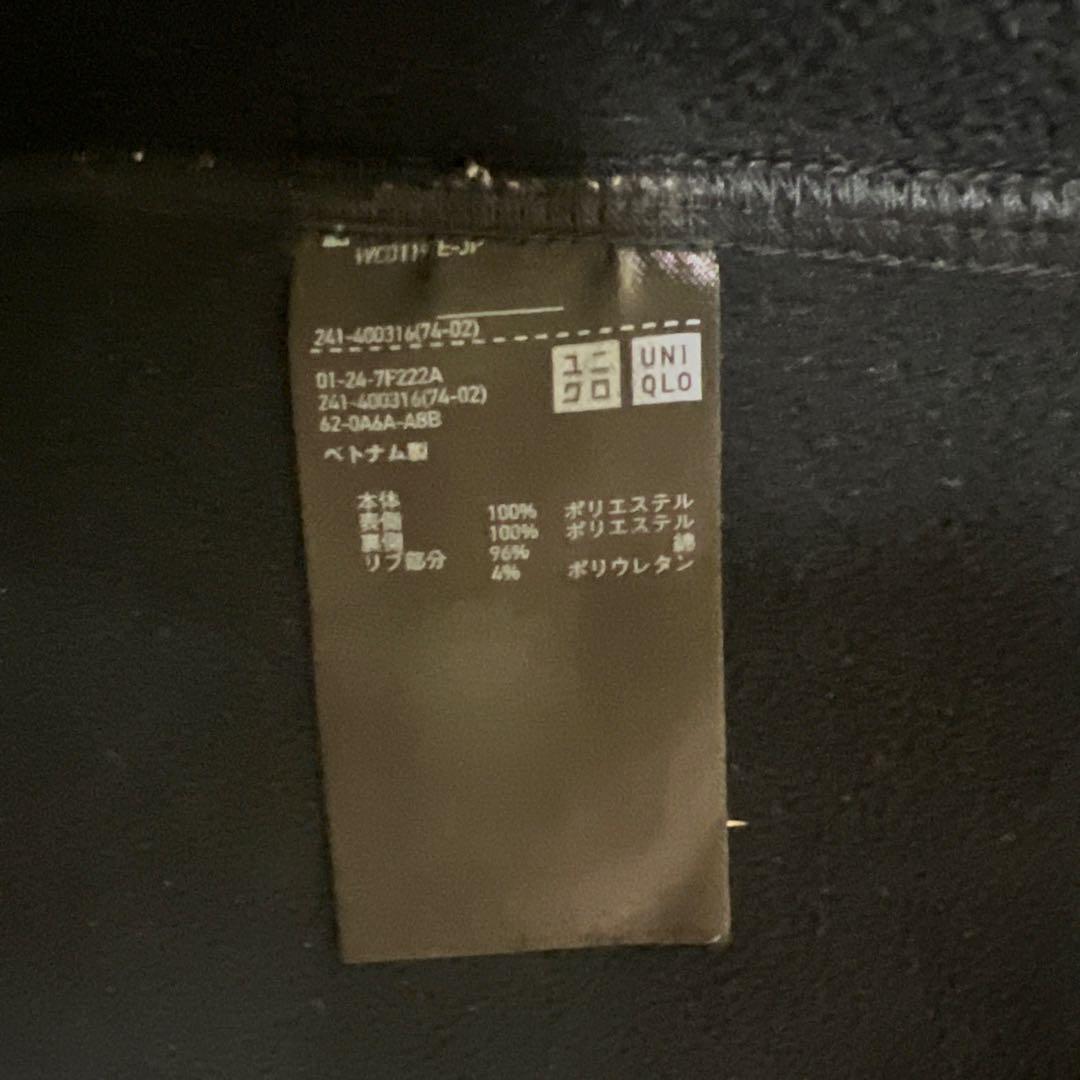 241-400316(74-02)
ユニ
クロ
UNI
QLO
01-24-7F222A
241-400316(74-02)
62-0A6A-A8B
ベトナム製
本体
表側 100% ポリエステル
裏側 100% ポリエステル
リブ部分 96% 綿
4% ポリウレタン